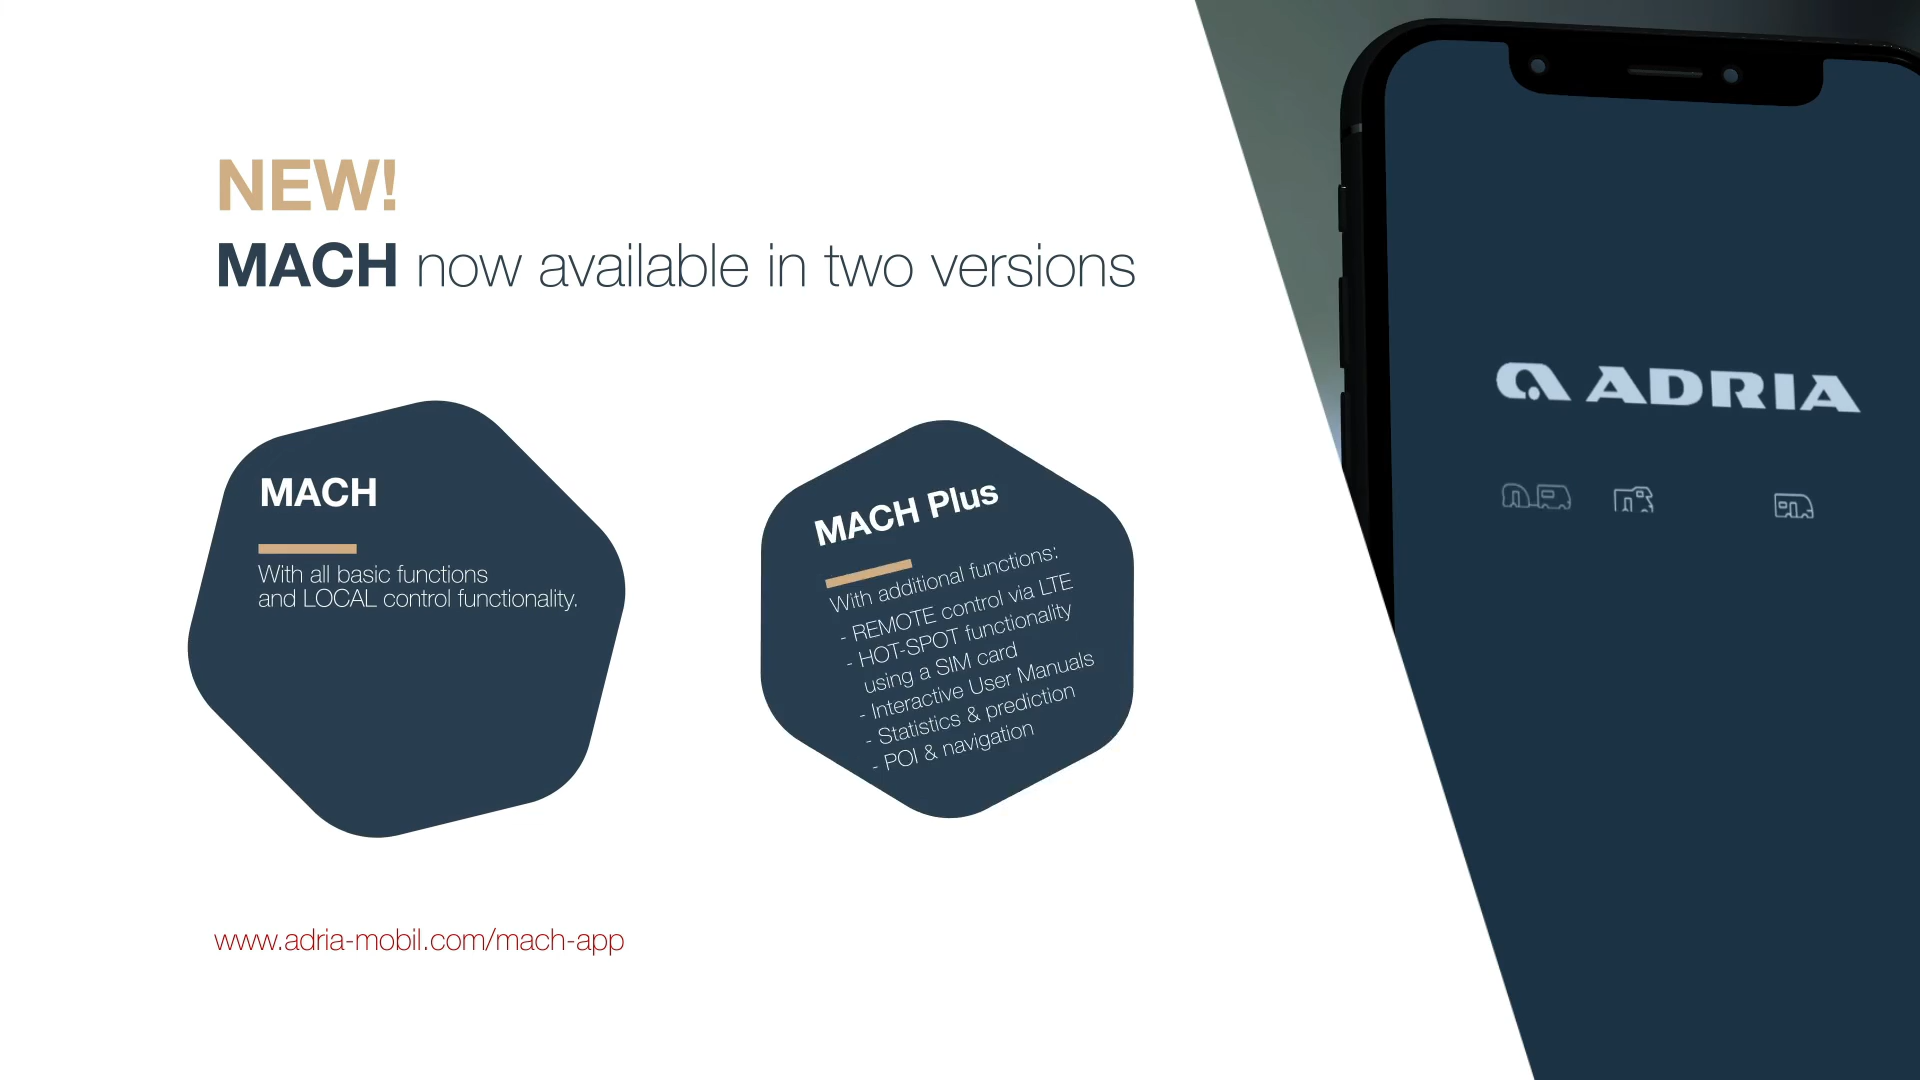 NEW!
MACH now available in two versions
MACH
With all basic functions
and LOCAL control functionality.
MACH Plus
With additional functions:
- REMOTE control via LTE
- HOT-SPOT functionality
using a SIM card
- Interactive User Manuals
- Statistics & prediction
- POI & navigation
www.adria-mobil.com/mach-app
ADRIA